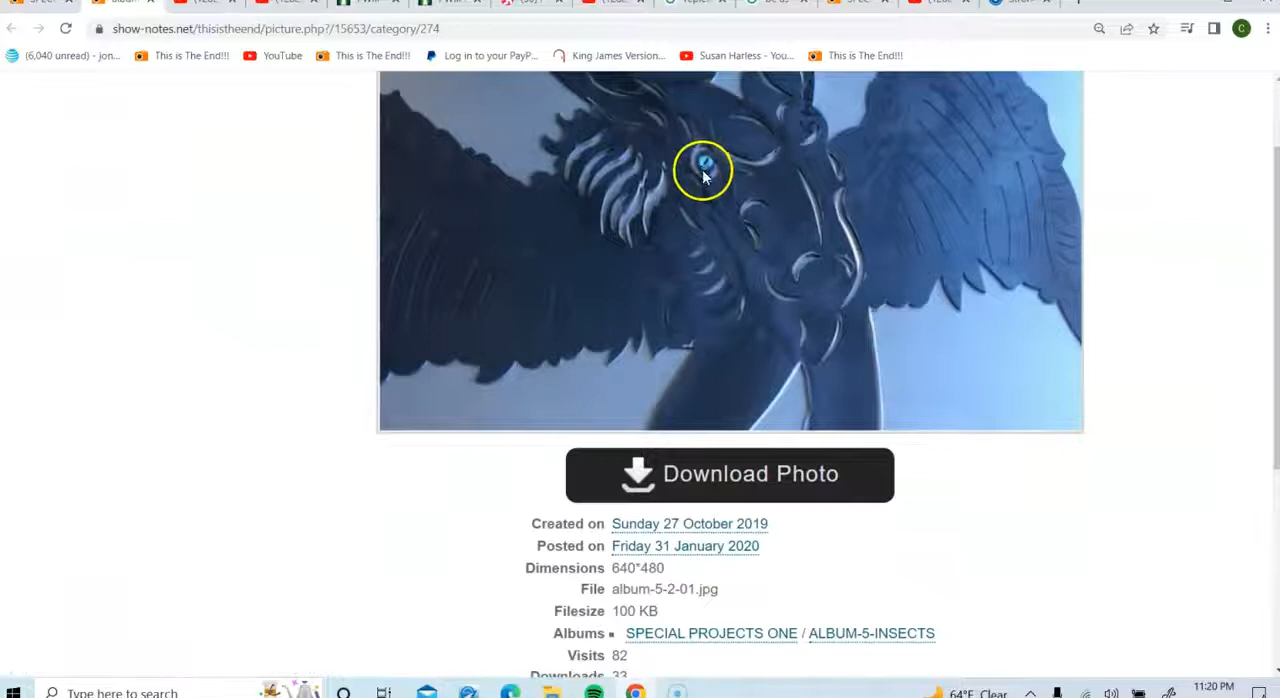 show-notes.net/thisistheend/picture.php?/15653/category/274
C
(6,040 unread) - jon...
This is The End!!!
YouTube
This is The End!!!
Log in to your PayP...
King James Version...
Susan Harless - You...
This is The End!!!
Download Photo
Created on Sunday 27 October 2019
Posted on Friday 31 January 2020
Dimensions 640*480
File album-5-2-01.jpg
Filesize 100 KB
Albums SPECIAL PROJECTS ONE / ALBUM-5-INSECTS
Visits 82
Downloads 33
Type here to search
64°F Clear
11:20 PM